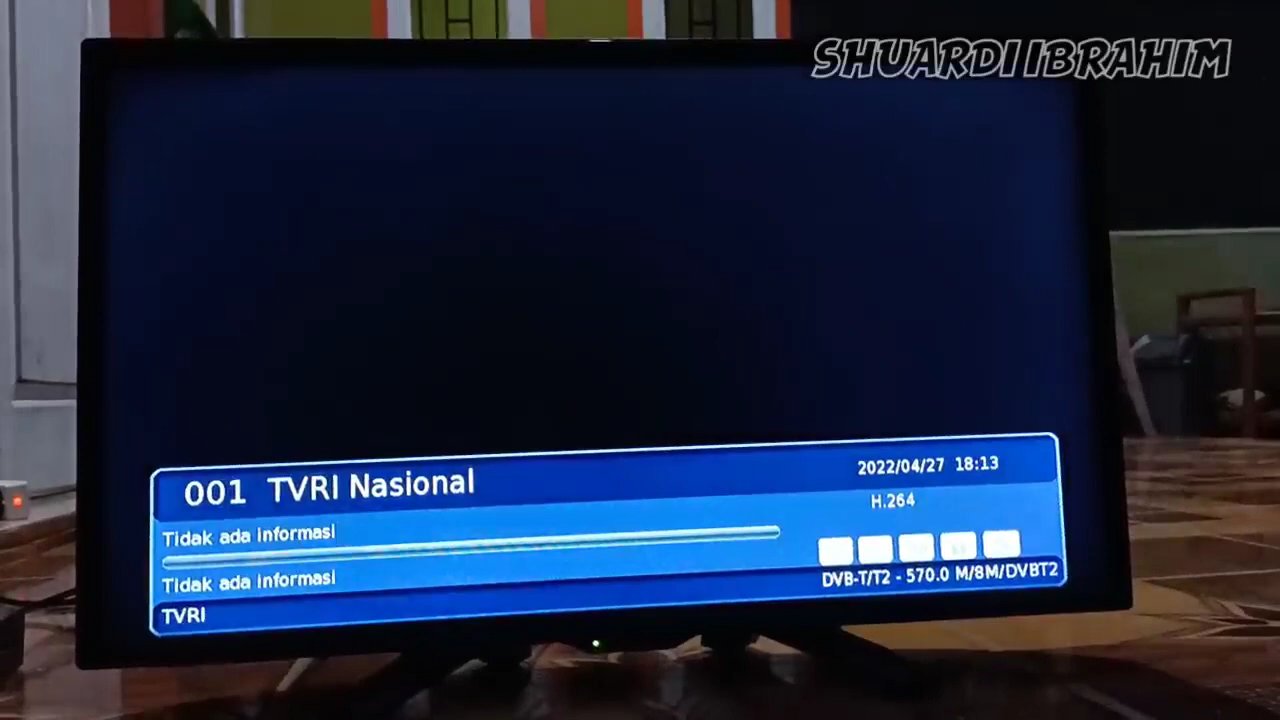 SHUARDI IBRAHIM
001 TVRI Nasional
2022/04/27 18:13
H.264
Tidak ada informasi
Tidak ada informasi
DVB-T/T2 - 570.0 M/8M/DVBT2
TVRI